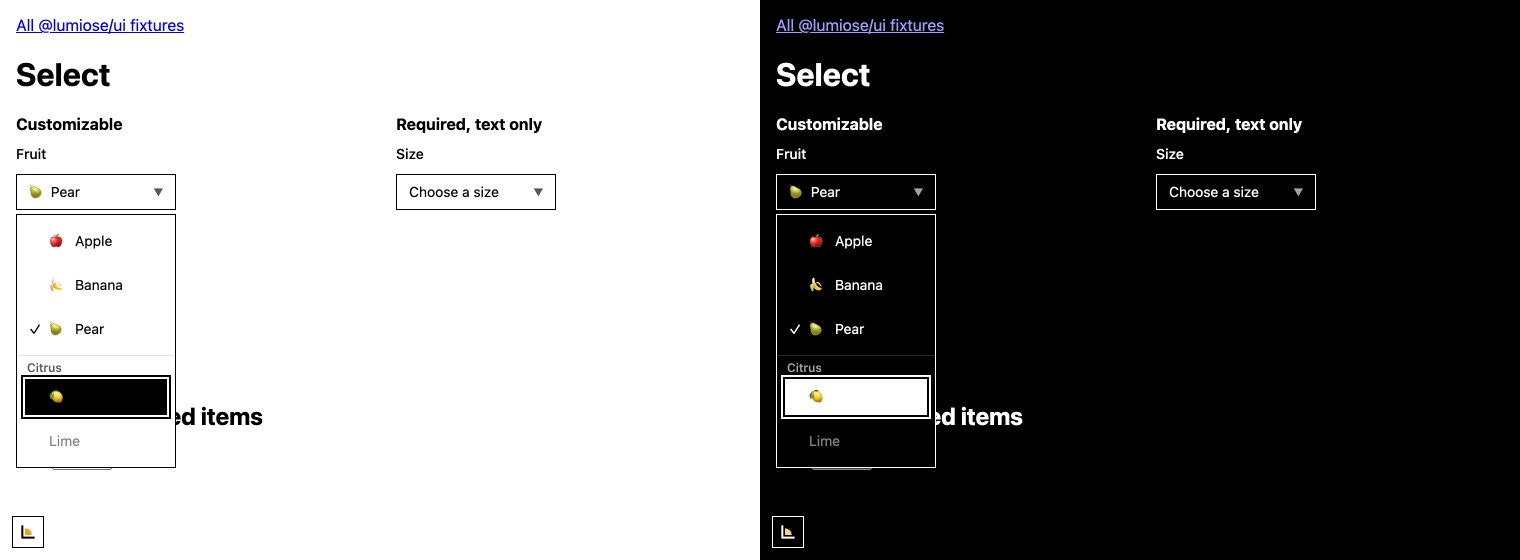 All @lumiose/ui fixtures
Select
Customizable
Required, text only
Fruit
Size
Pear
Choose a size
Apple
Banana
Pear
Citrus
ed items
Lime
All @lumiose/ui fixtures
Select
Customizable
Required, text only
Fruit
Size
Pear
Choose a size
Apple
Banana
Pear
Citrus
ed items
Lime